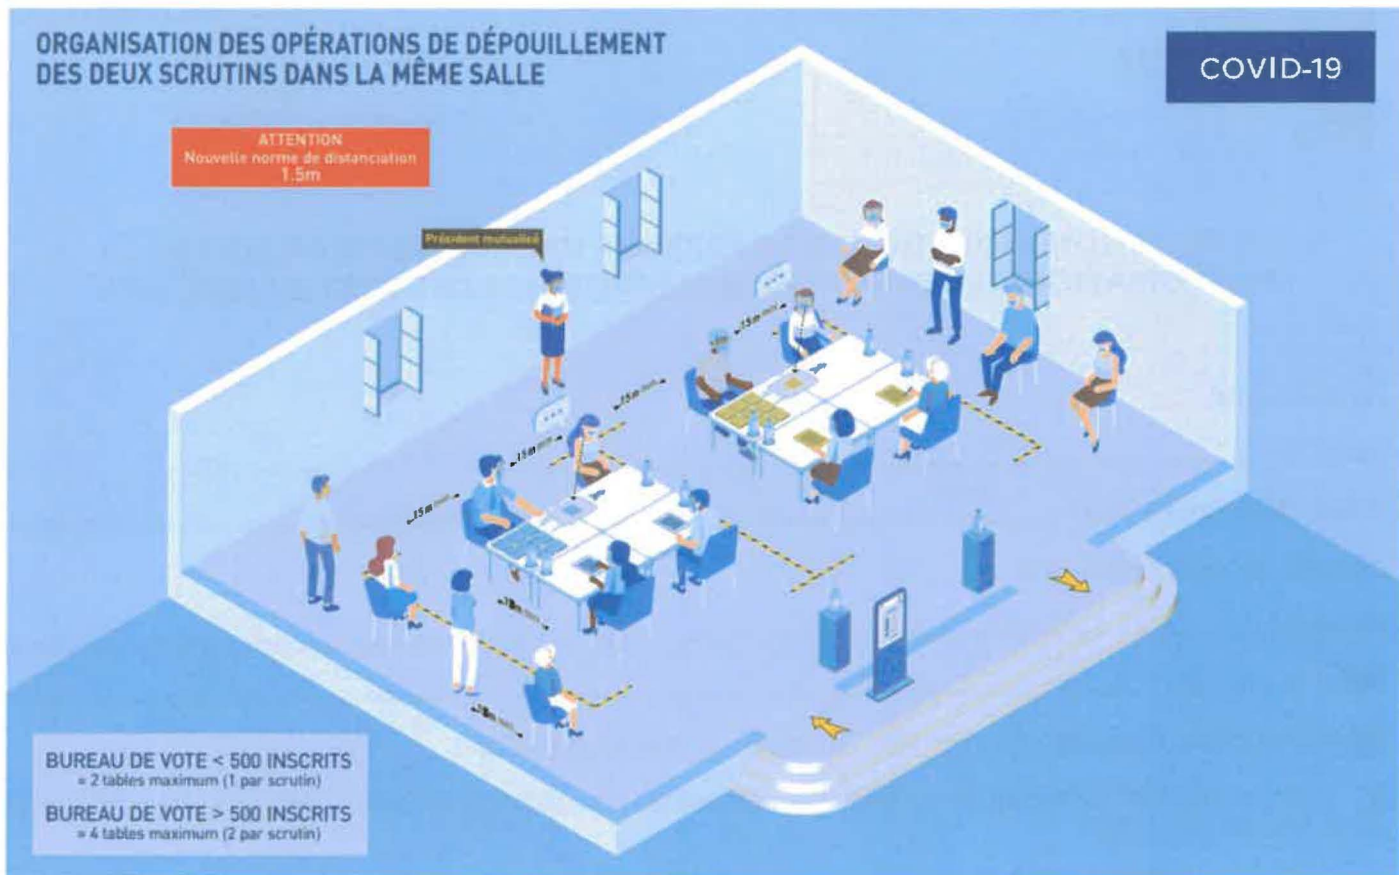 ORGANISATION DES OPÉRATIONS DE DÉPOUILLEMENT
DES DEUX SCRUTINS DANS LA MÊME SALLE
COVID-19
ATTENTION
Nouvelle norme de distanciation
1.5m
Président mutualisé
BUREAU DE VOTE < 500 INSCRITS
= 2 tables maximum (1 par scrutin)
BUREAU DE VOTE > 500 INSCRITS
= 4 tables maximum (2 par scrutin)